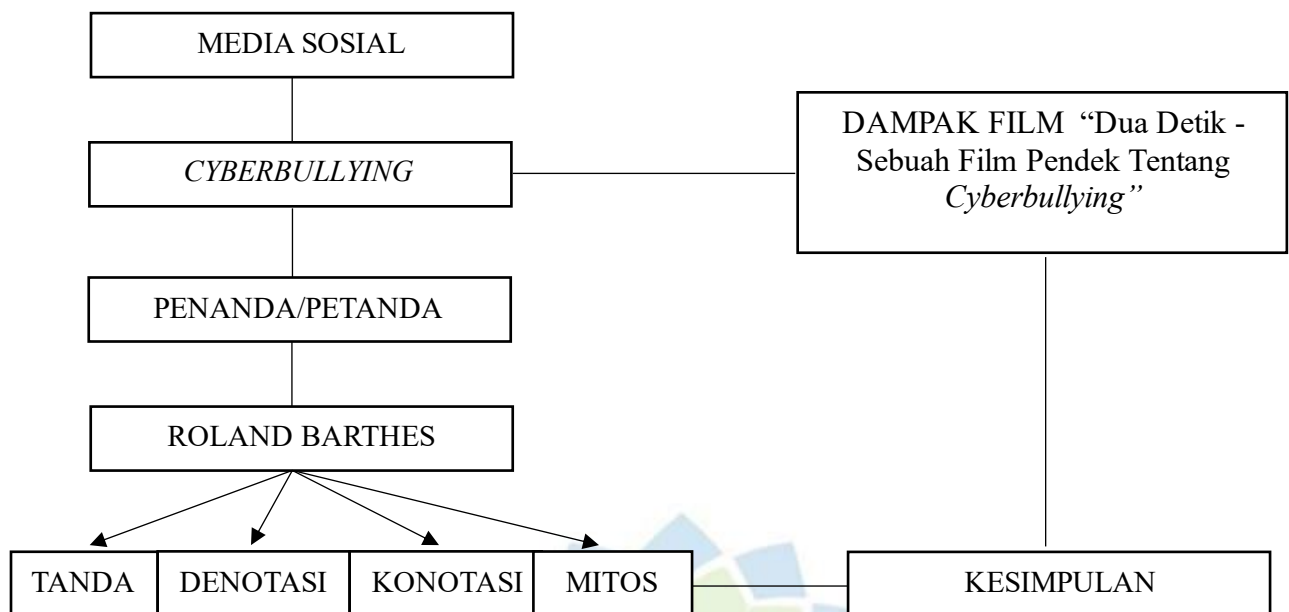 MEDIA SOSIAL
CYBERBULLYING
DAMPAK FILM “Dua Detik -
Sebuah Film Pendek Tentang
Cyberbullying”
PENANDA/PETANDA
ROLAND BARTHES
TANDA
DENOTASI
KONOTASI
MITOS
KESIMPULAN